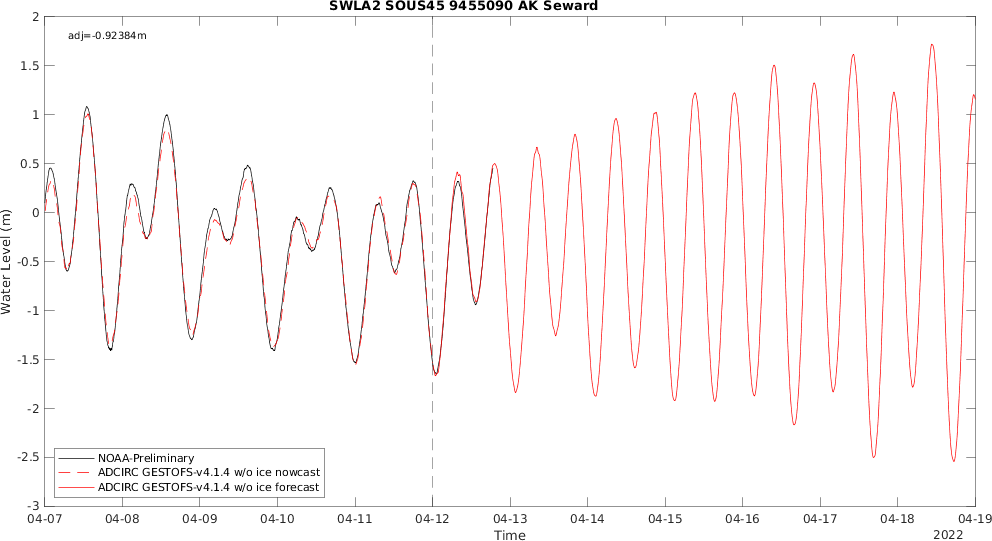 SWLA2 SOUS45 9455090 AK Seward
adj=-0.92384m
2
1.5
1
0.5
0
-0.5
-1
-1.5
-2
-2.5
-3
Water Level (m)
NOAA-Preliminary
ADCIRC GESTOFS-v4.1.4 w/o ice nowcast
ADCIRC GESTOFS-v4.1.4 w/o ice forecast
04-07 04-08 04-09 04-10 04-11 04-12 04-13 04-14 04-15 04-16 04-17 04-18 04-19
Time
2022